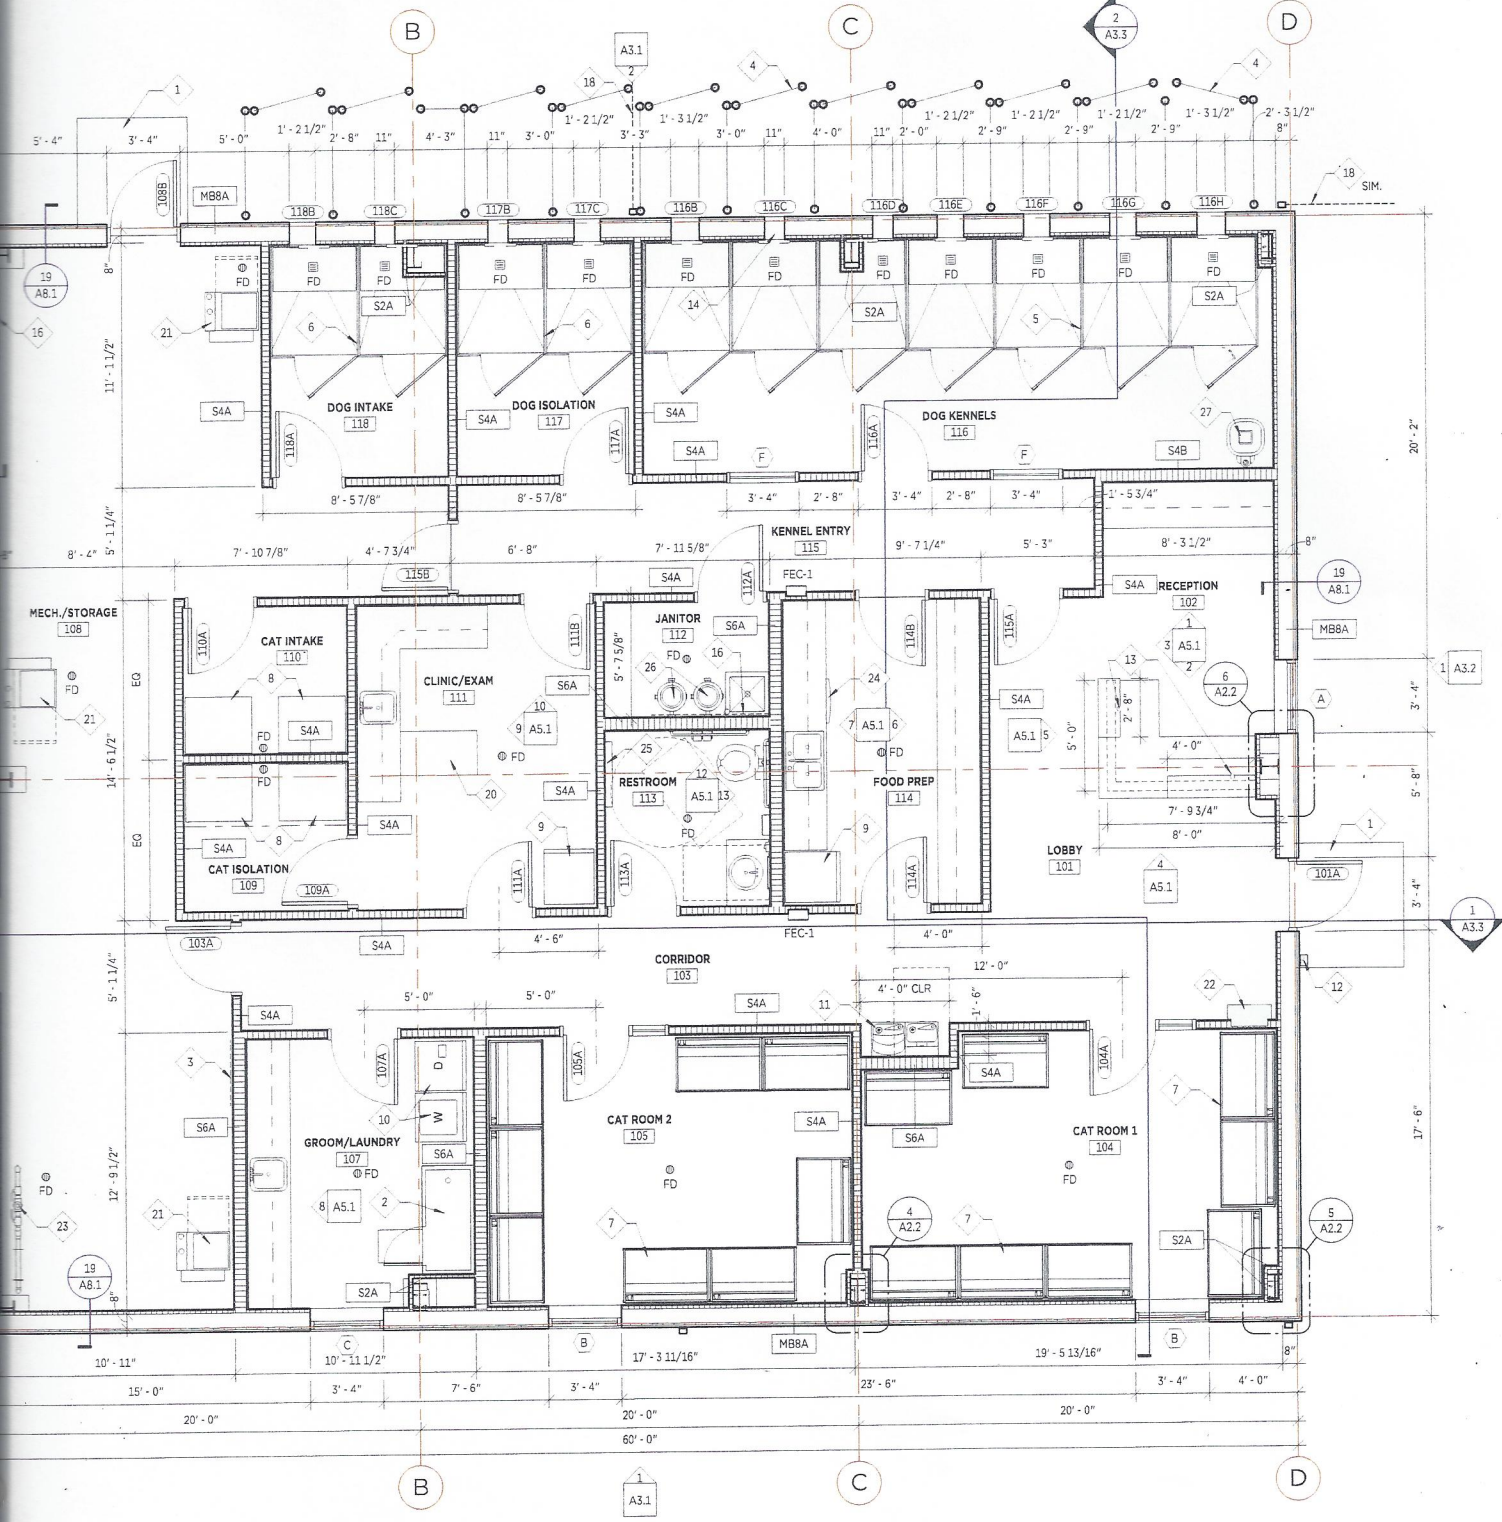 B
C
D
2
A3.3
A3.1
2
18
4
4
1
5' - 4"
3' - 4"
5' - 0"
1' - 2 1/2"
2' - 8"
11"
4' - 3"
11"
3' - 0"
1' - 2 1/2"
3' - 3"
1' - 3 1/2"
3' - 0"
11"
4' - 0"
11"
2' - 0"
1' - 2 1/2"
2' - 9"
1' - 2 1/2"
2' - 9"
1' - 2 1/2"
2' - 9"
1' - 3 1/2"
2' - 3 1/2"
8"
18
SIM.
108B
MB8A
118B
118C
117B
117C
116B
116C
116D
116E
116F
116G
116H
19
A8.1
8"
FD
FD
FD
FD
FD
FD
FD
FD
FD
FD
FD
FD
S2A
S2A
S2A
16
21
6
6
14
5
11' - 1 1/2"
S4A
DOG INTAKE
118
S4A
DOG ISOLATION
117
S4A
S4A
DOG KENNELS
116
27
S4B
118A
117A
116A
F
F
20' - 2"
8' - 5 7/8"
8' - 5 7/8"
3' - 4"
2' - 8"
3' - 4"
2' - 8"
3' - 4"
1' - 5 3/4"
5' - 1 1/4"
KENNEL ENTRY
115
8' - 4"
7' - 10 7/8"
4' - 7 3/4"
6' - 8"
7' - 11 5/8"
9' - 7 1/4"
5' - 3"
8' - 3 1/2"
8"
115B
S4A
112A
FEC-1
S4A
RECEPTION
102
19
A8.1
MECH./STORAGE
108
110A
CAT INTAKE
110
111B
JANITOR
112
S6A
114B
115A
MB8A
1
3
A5.1
2
13
6
A2.2
1
A3.2
FD
5' - 7 5/8"
26
16
24
FD
EQ
8
CLINIC/EXAM
111
S6A
S4A
A
21
S4A
FD
10
9
A5.1
7
A5.1
6
A5.1
5
5' - 0"
2' - 8"
4' - 0"
3' - 4"
FD
FD
25
14' - 6 1/2"
FD
RESTROOM
113
12
A5.1
13
FOOD PREP
114
20
S4A
FD
7' - 9 3/4"
8' - 0"
5' - 8"
EQ
8
S4A
S4A
9
9
1
CAT ISOLATION
109
109A
111A
113A
114A
LOBBY
101
4
A5.1
101A
3' - 4"
1
A3.3
103A
S4A
4' - 6"
FEC-1
4' - 0"
CORRIDOR
103
12' - 0"
4' - 0" CLR
12
5' - 1 1/4"
S4A
5' - 0"
5' - 0"
S4A
11
1' - 6"
22
3
107A
D
105A
104A
S4A
7
10
W
S6A
CAT ROOM 2
105
S4A
S6A
CAT ROOM 1
104
GROOM/LAUNDRY
107
S6A
FD
FD
FD
FD
17' - 6"
12' - 9 1/2"
8
A5.1
2
21
23
7
4
A2.2
7
5
A2.2
S2A
19
A8.1
S2A
8"
C
B
MB8A
B
10' - 11"
10' - 11 1/2"
17' - 3 11/16"
19' - 5 13/16"
8"
15' - 0"
3' - 4"
7' - 6"
3' - 4"
23' - 6"
3' - 4"
4' - 0"
20' - 0"
20' - 0"
20' - 0"
60' - 0"
B
C
D
1
A3.1